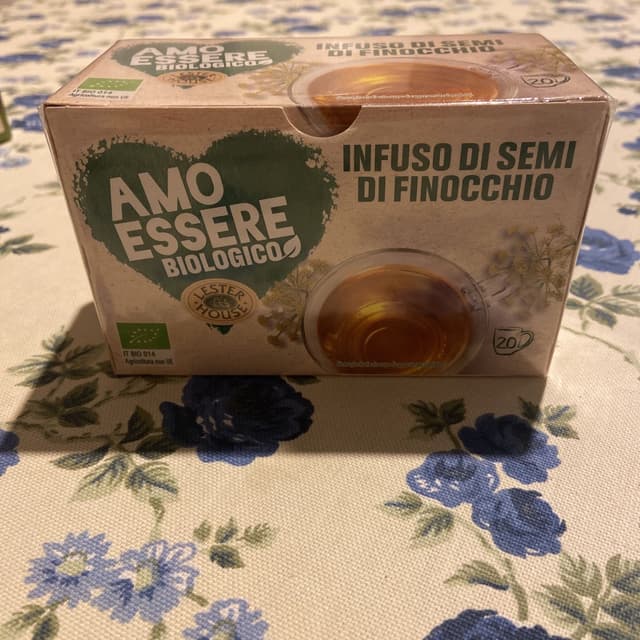 AMO
ESSERE
BIOLOGICO
INFUSO DI SEMI
DI FINOCCHIO
20
IT BIO 014
Agricoltura non UE
AMO
ESSERE
BIOLOGICO
LESTER
HOUSE
INFUSO DI SEMI
DI FINOCCHIO
IT BIO 014
Agricoltura non UE
20